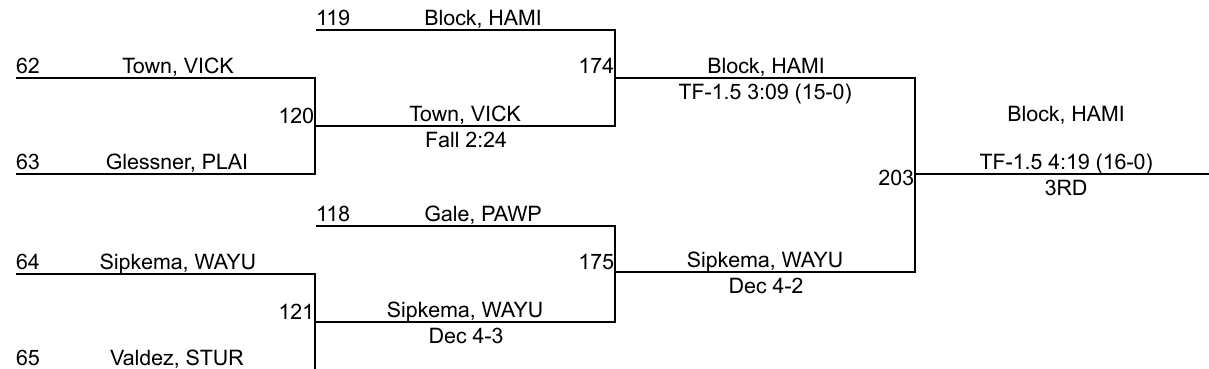 119 Block, HAMI
62 Town, VICK
174 Block, HAMI
TF-1.5 3:09 (15-0)
120 Town, VICK
Fall 2:24
Block, HAMI
63 Glessner, PLAI
TF-1.5 4:19 (16-0)
203
3RD
118 Gale, PAWP
64 Sipkema, WAYU
175 Sipkema, WAYU
Dec 4-2
121 Sipkema, WAYU
Dec 4-3
65 Valdez, STUR